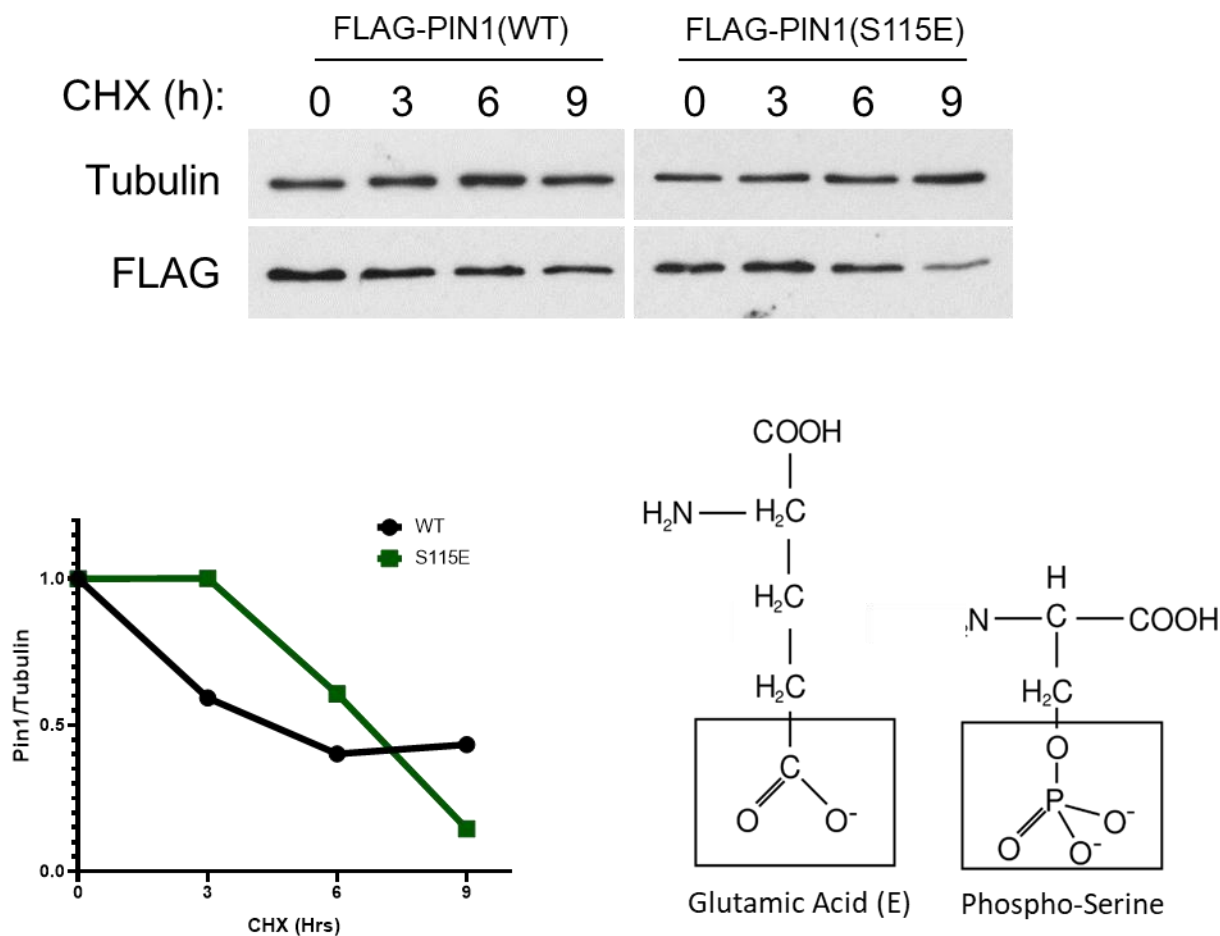 FLAG-PIN1(WT) FLAG-PIN1(S115E)
CHX (h): 0 3 6 9 0 3 6 9
Tubulin
FLAG
WT
S115E
1.0
0.5
0.0
0 3 6 9
Pin1/Tubulin
CHX (Hrs)
COOH
H₂N H₂C
H₂C
H₂C
C
O O⁻
Glutamic Acid (E)
H
N C COOH
H₂C
O
P
O O⁻ O⁻
Phospho-Serine